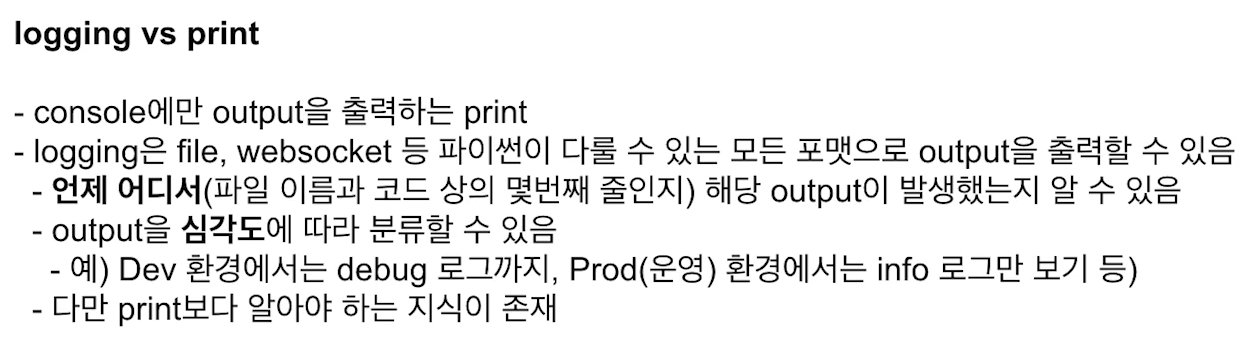 logging vs print
- console에만 output을 출력하는 print
- logging은 file, websocket 등 파이썬이 다룰 수 있는 모든 포맷으로 output을 출력할 수 있음
- 언제 어디서(파일 이름과 코드 상의 몇번째 줄인지) 해당 output이 발생했는지 알 수 있음
- output을 심각도에 따라 분류할 수 있음
- 예) Dev 환경에서는 debug 로그까지, Prod(운영) 환경에서는 info 로그만 보기 등)
- 다만 print보다 알아야 하는 지식이 존재